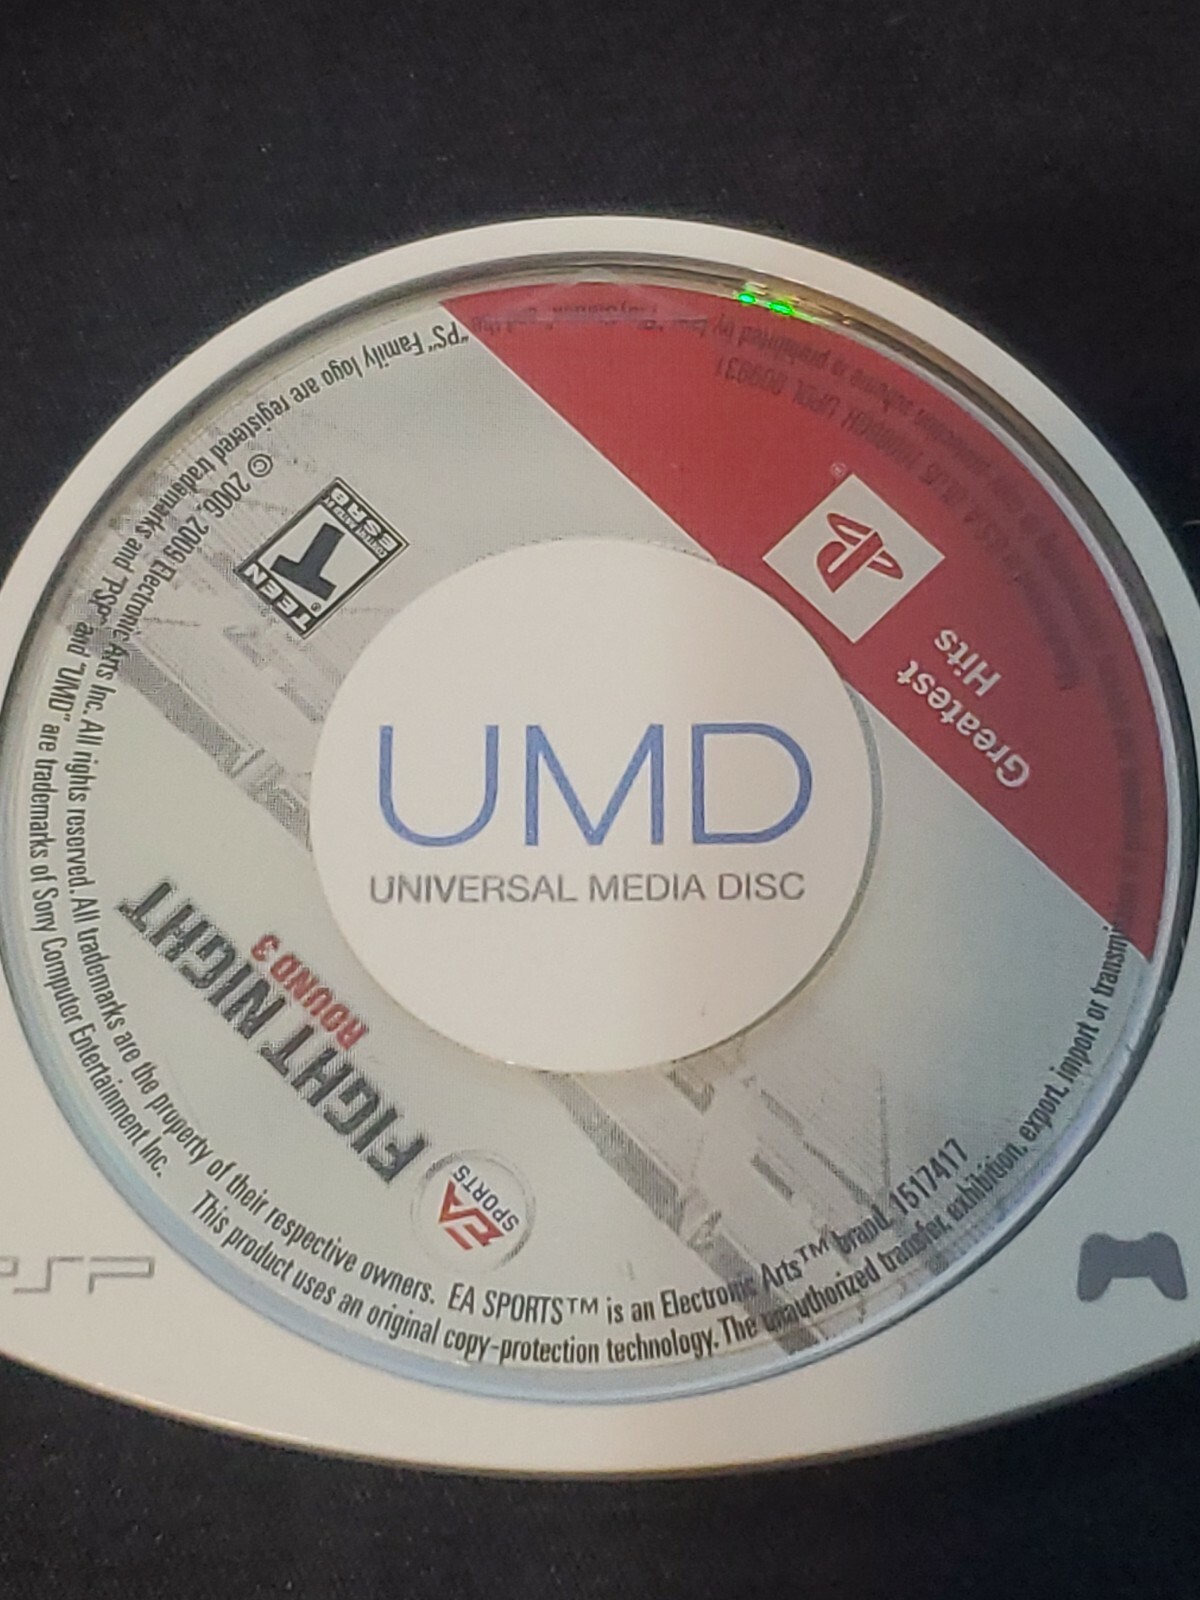 UMD
UNIVERSAL MEDIA DISC
Greatest
Hits
TEEN
T
ESRB
FIGHT NIGHT
ROUND 3
EA
SPORTS
© 2006, 2009 Electronic Arts Inc. All rights reserved. All trademarks are the property of their respective owners. EA SPORTS™ is an Electronic Arts™ brand. 1517417
"PS" Family logo are registered trademarks and "PSP" and "UMD" are trademarks of Sony Computer Entertainment Inc.
This product uses an original copy-protection technology. The unauthorized transfer, exhibition, export, import or
PSP